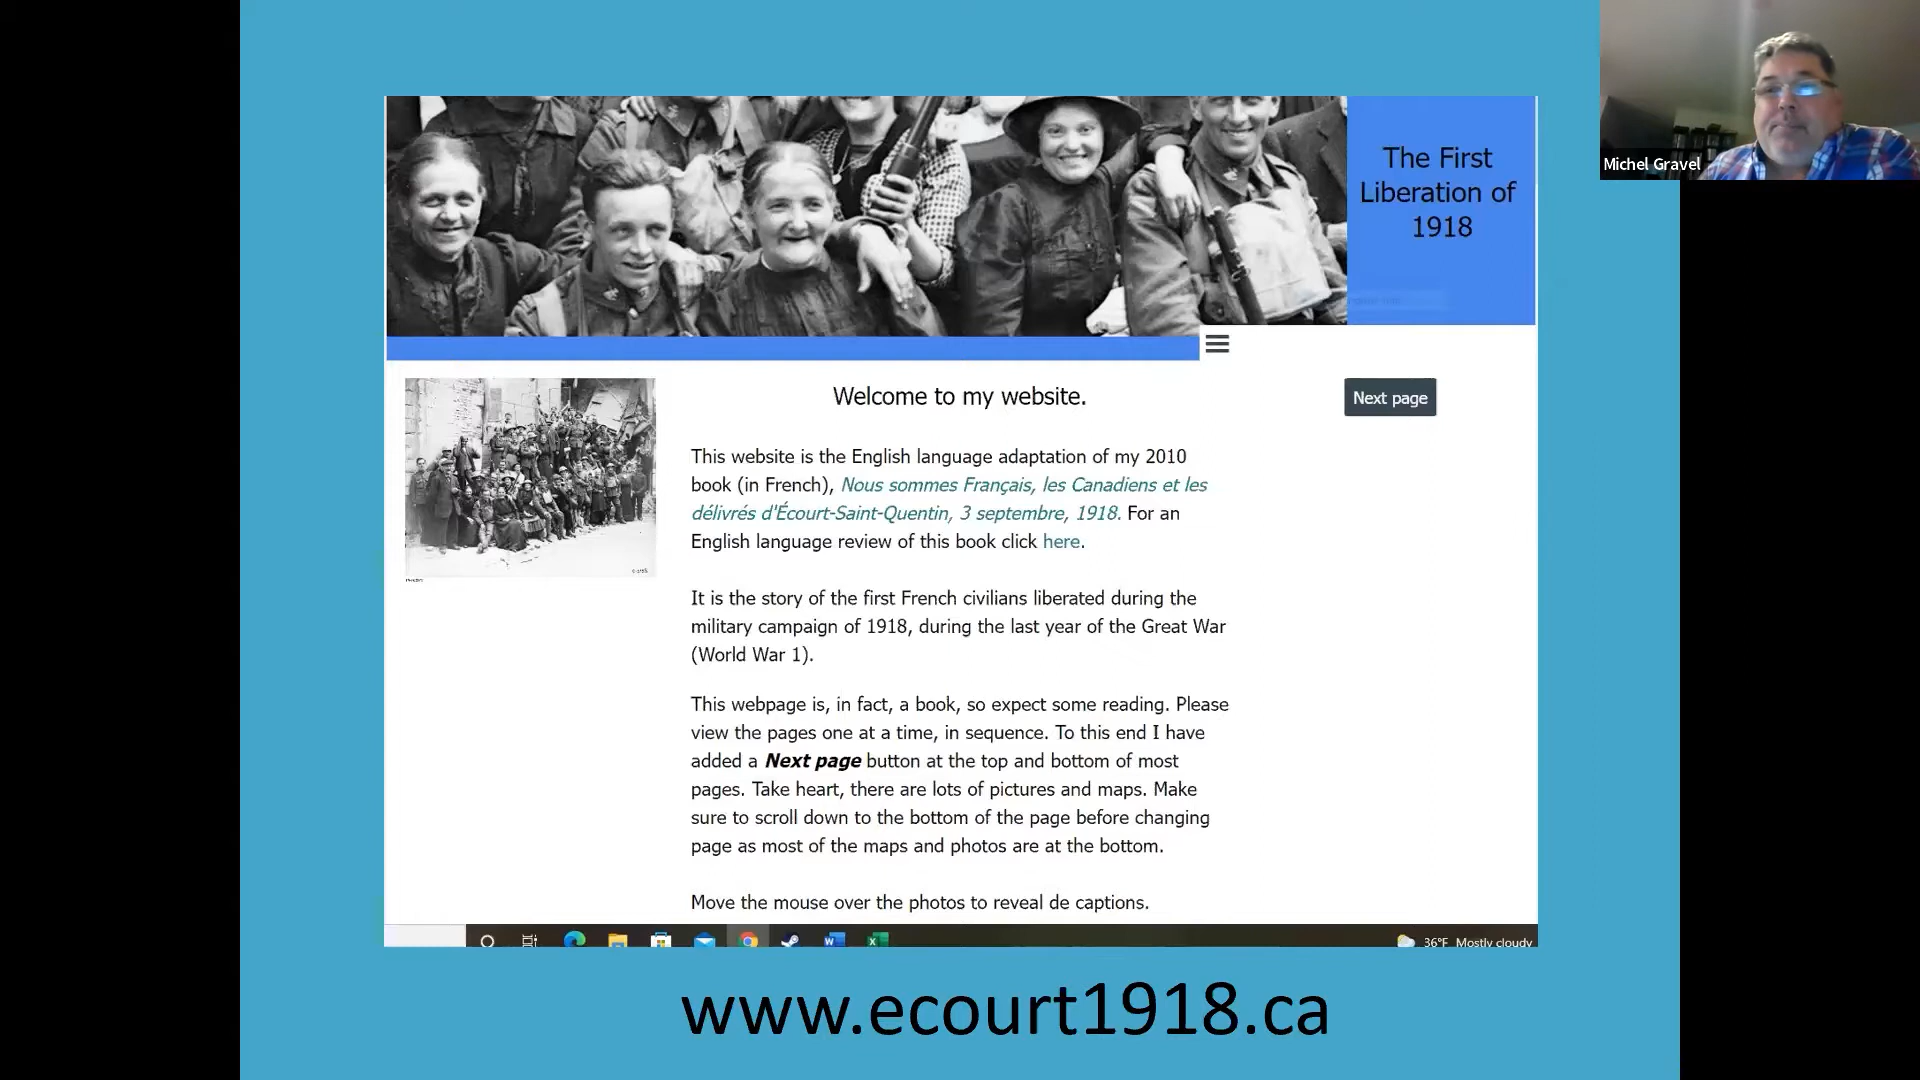 The First
Liberation of
1918
Michel Gravel
Welcome to my website.
Next page
This website is the English language adaptation of my 2010
book (in French), Nous sommes Français, les Canadiens et les
délivrés d'Écourt-Saint-Quentin, 3 septembre, 1918. For an
English language review of this book click here.
It is the story of the first French civilians liberated during the
military campaign of 1918, during the last year of the Great War
(World War 1).
This webpage is, in fact, a book, so expect some reading. Please
view the pages one at a time, in sequence. To this end I have
added a Next page button at the top and bottom of most
pages. Take heart, there are lots of pictures and maps. Make
sure to scroll down to the bottom of the page before changing
page as most of the maps and photos are at the bottom.
Move the mouse over the photos to reveal de captions.
36°F Mostly cloudy
www.ecourt1918.ca